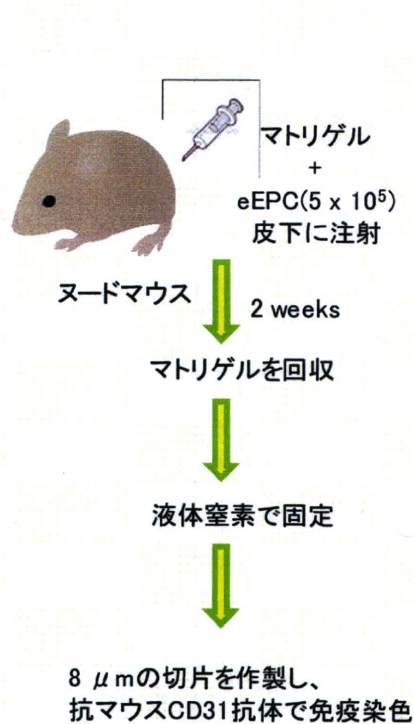 マトリゲル
+
eEPC(5 x 10⁵)
皮下に注射
ヌードマウス
2 weeks
マトリゲルを回収
液体窒素で固定
8 μmの切片を作製し、
抗マウスCD31抗体で免疫染色